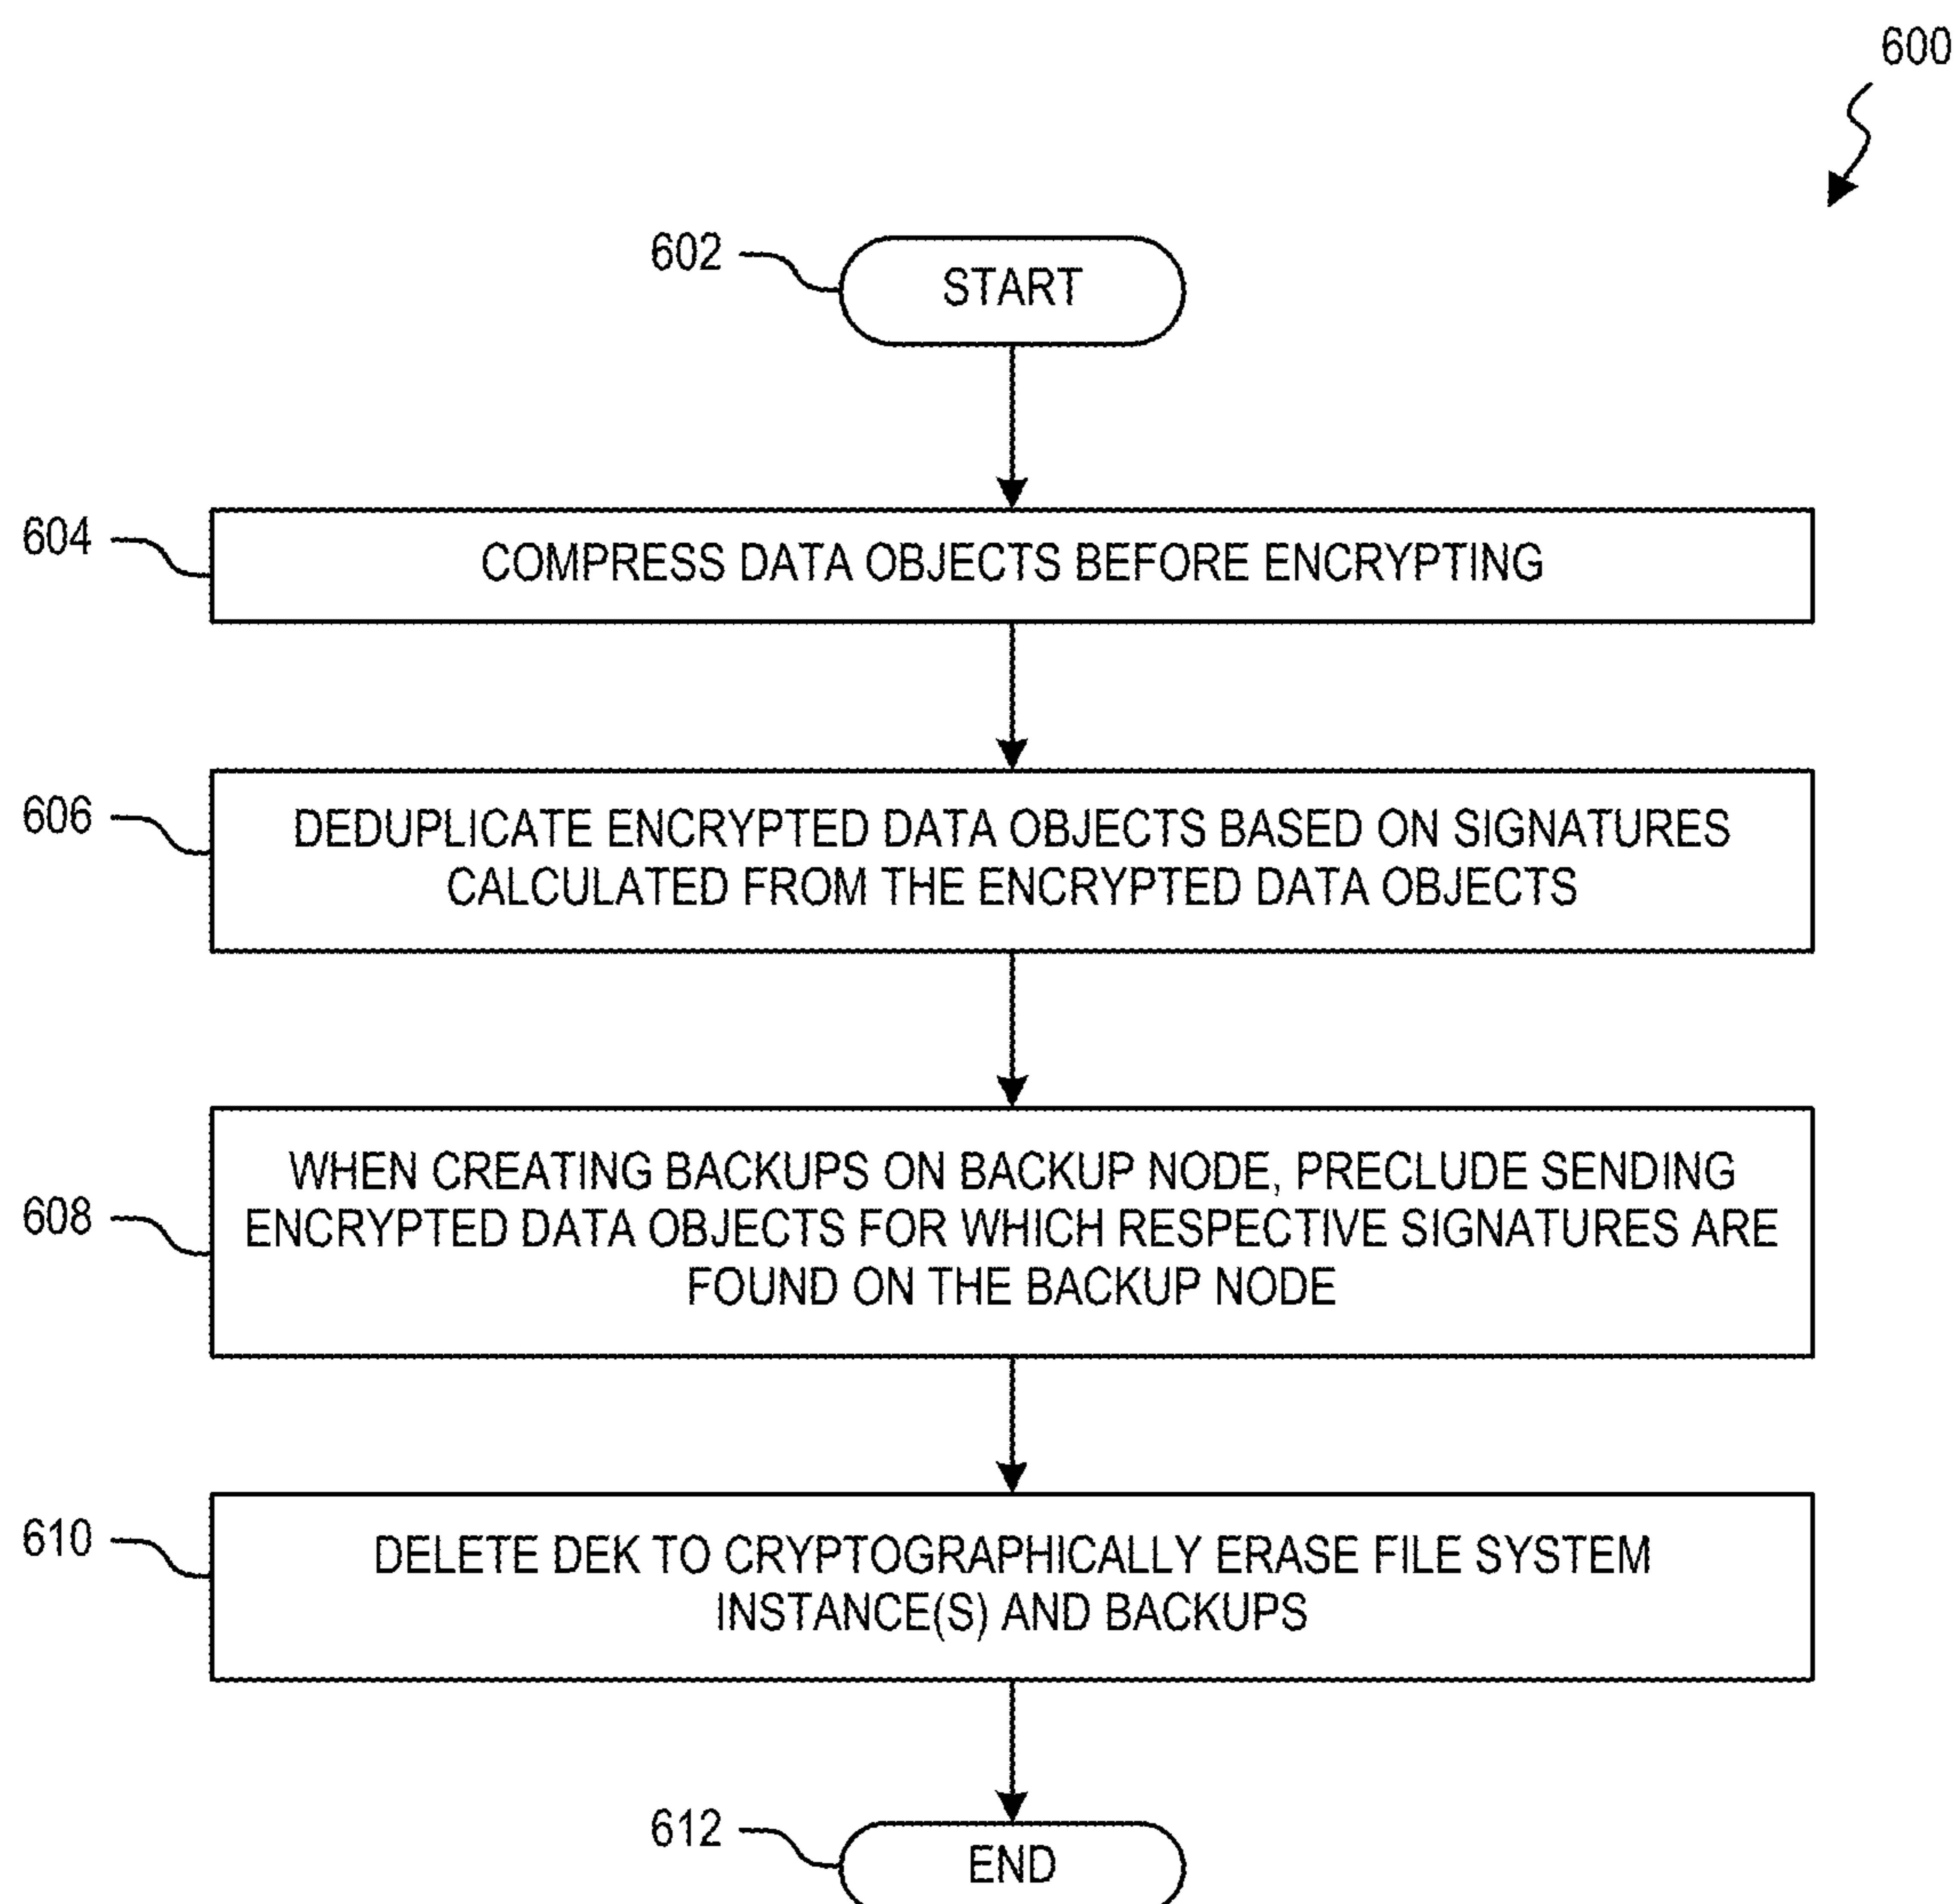 600
602
START
604
COMPRESS DATA OBJECTS BEFORE ENCRYPTING
606
DEDUPLICATE ENCRYPTED DATA OBJECTS BASED ON SIGNATURES
CALCULATED FROM THE ENCRYPTED DATA OBJECTS
608
WHEN CREATING BACKUPS ON BACKUP NODE, PRECLUDE SENDING
ENCRYPTED DATA OBJECTS FOR WHICH RESPECTIVE SIGNATURES ARE
FOUND ON THE BACKUP NODE
610
DELETE DEK TO CRYPTOGRAPHICALLY ERASE FILE SYSTEM
INSTANCE(S) AND BACKUPS
612
END